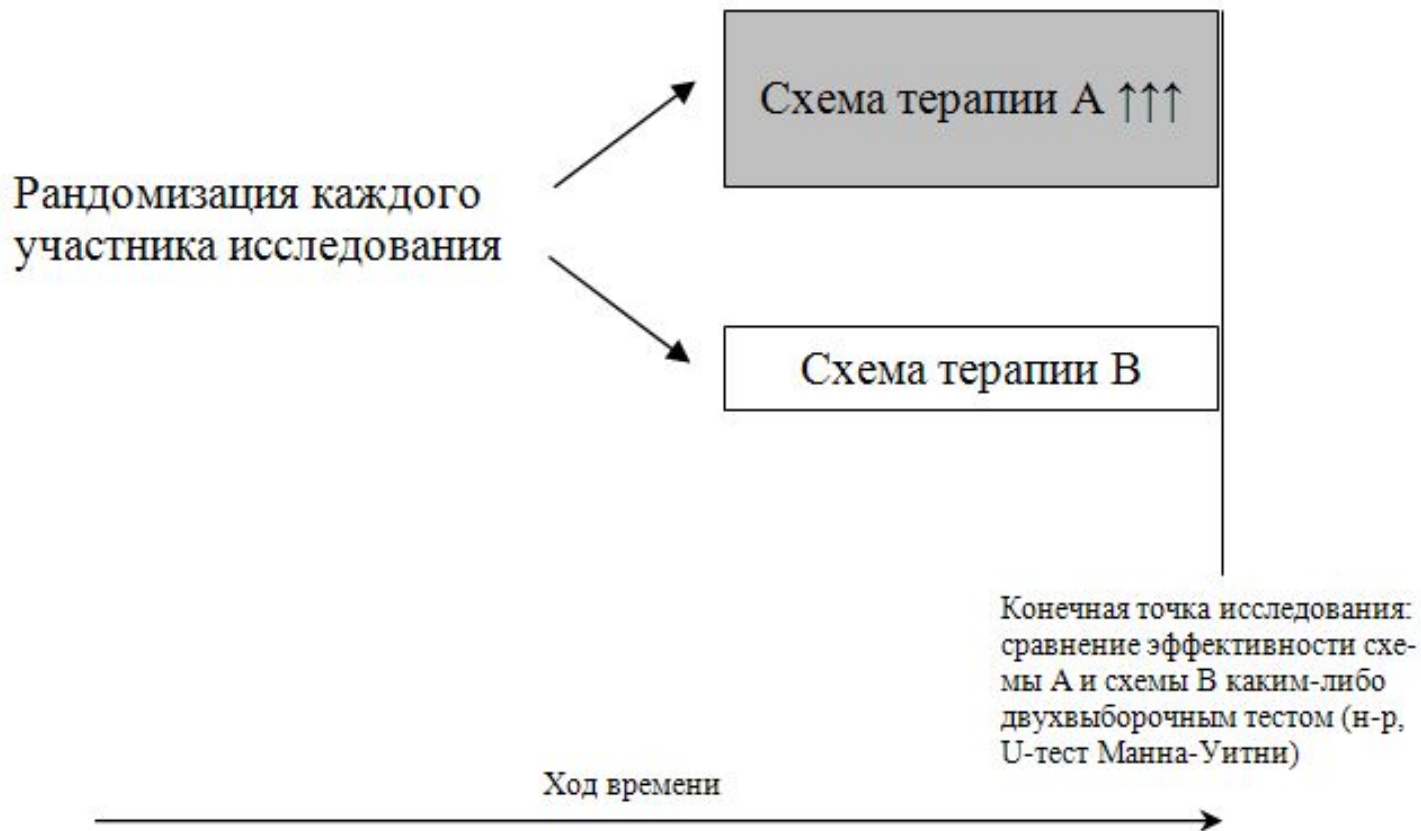 Схема терапии А ↑↑↑
Рандомизация каждого
участника исследования
Схема терапии В
Конечная точка исследования:
сравнение эффективности схе-
мы А и схемы В каким-либо
двухвыборочным тестом (н-р,
U-тест Манна-Уитни)
Ход времени